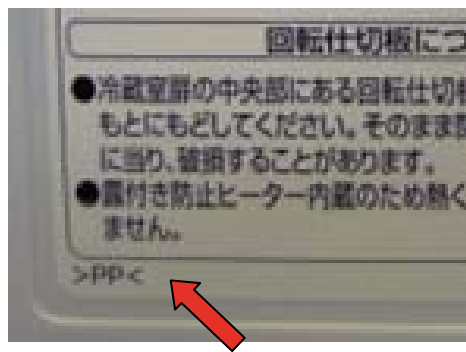 回転仕切板につ
●冷蔵室扉の中央部にある回転仕切
もとにもどしてください。そのまま
に当り、破損することがあります。
●露付き防止ヒーター内蔵のため熱く
ません。
>PP<